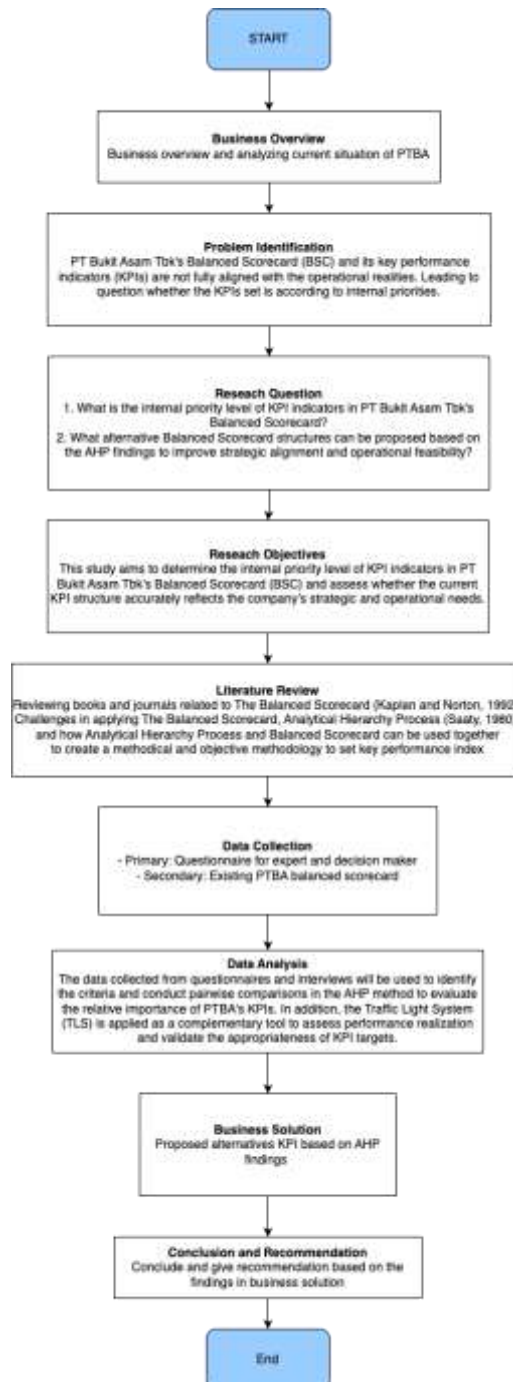 START
Business Overview
Business overview and analyzing current situation of PTBA
Problem Identification
PT Bukit Asam Tbk's Balanced Scorecard (BSC) and its key performance
indicators (KPIs) are not fully aligned with the operational realities. Leading to
question whether the KPIs set is according to internal priorities.
Reseach Question
1. What is the internal priority level of KPI indicators in PT Bukit Asam Tbk's
Balanced Scorecard?
2. What alternative Balanced Scorecard structures can be proposed based on
the AHP findings to improve strategic alignment and operational feasibility?
Reseach Objectives
This study aims to determine the internal priority level of KPI indicators in PT
Bukit Asam Tbk's Balanced Scorecard (BSC) and assess whether the current
KPI structure accurately reflects the company's strategic and operational needs.
Literature Review
Reviewing books and journals related to The Balanced Scorecard (Kaplan and Norton, 1992)
Challenges in applying The Balanced Scorecard, Analytical Hierarchy Process (Saaty, 1980)
and how Analytical Hierarchy Process and Balanced Scorecard can be used together
to create a methodical and objective methodology to set key performance index
Data Collection
- Primary: Questionnaire for expert and decision maker
- Secondary: Existing PTBA balanced scorecard
Data Analysis
The data collected from questionnaires and interviews will be used to identify
the criteria and conduct pairwise comparisons in the AHP method to evaluate
the relative importance of PTBA's KPIs. In addition, the Traffic Light System
(TLS) is applied as a complementary tool to assess performance realization
and validate the appropriateness of KPI targets.
Business Solution
Proposed alternatives KPI based on AHP
findings
Conclusion and Recommendation
Conclude and give recommendation based on the
findings in business solution
End